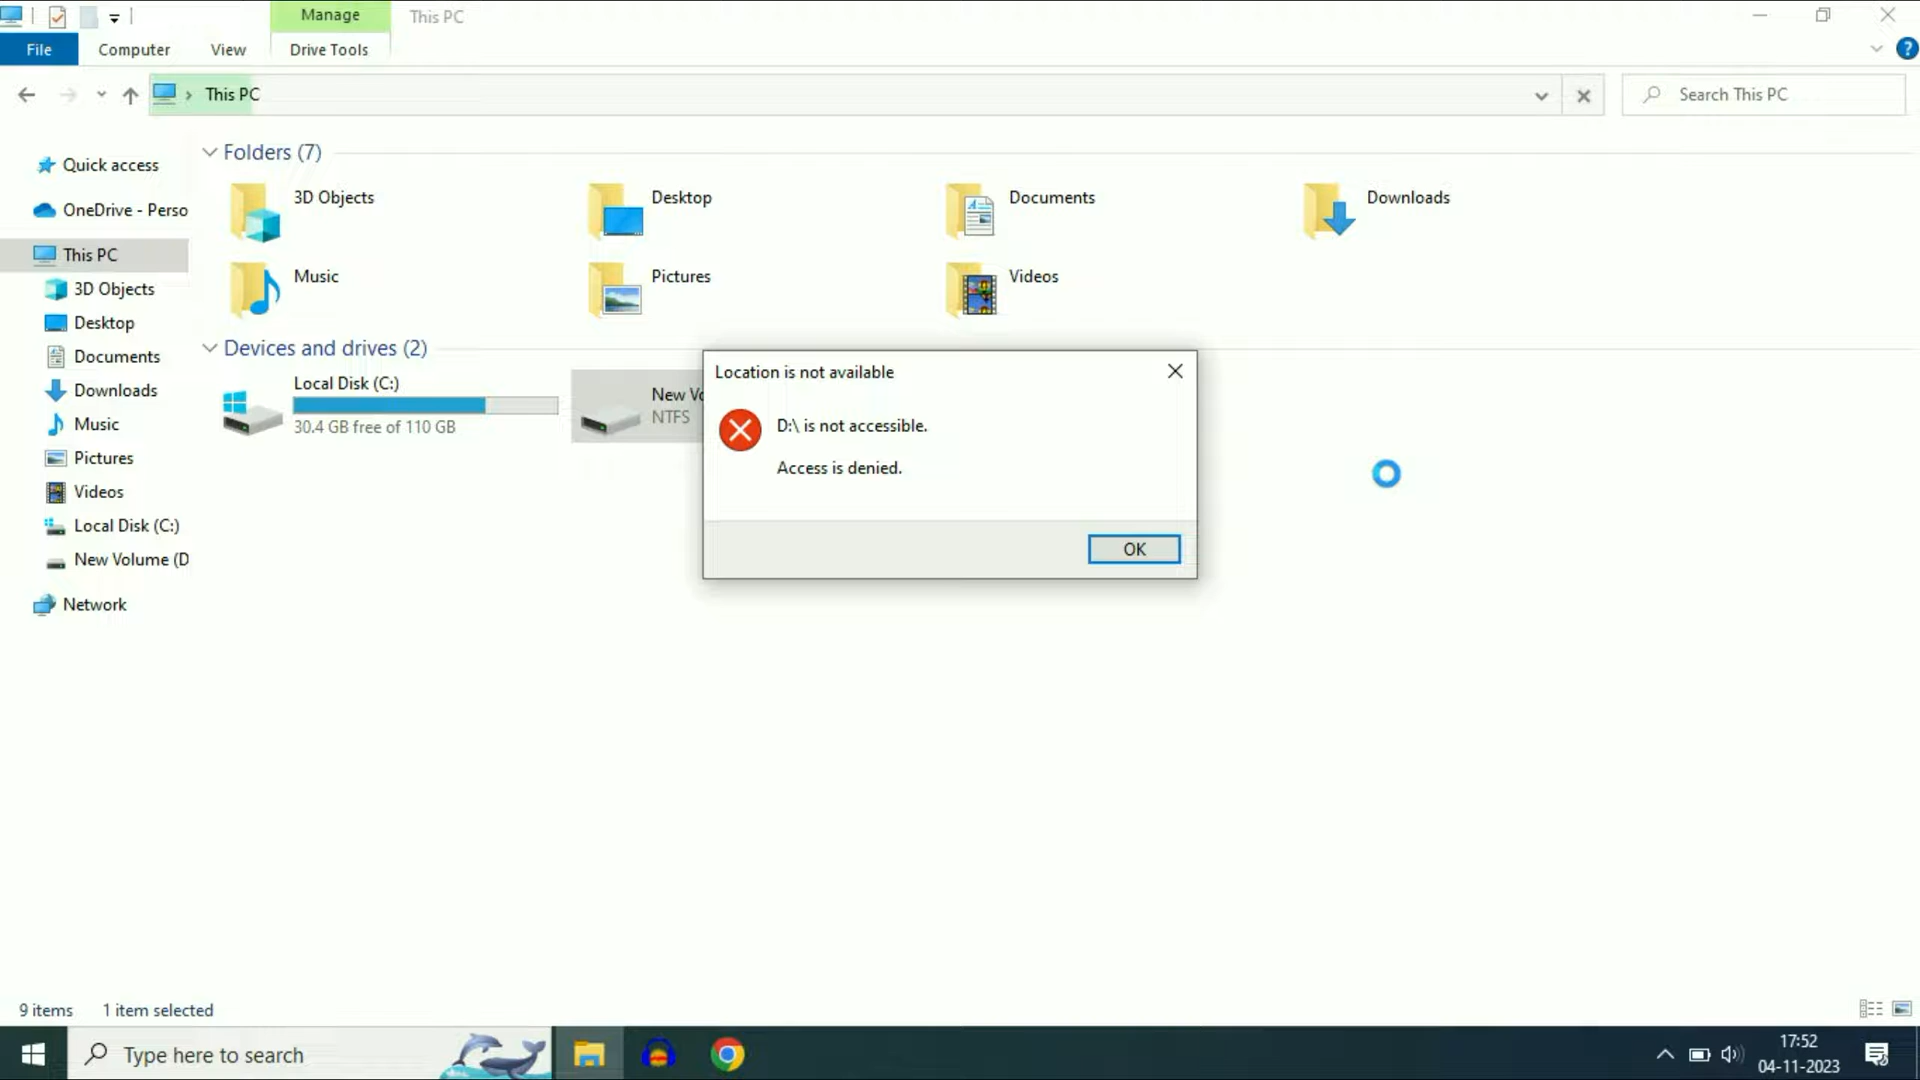 Manage
This PC
File
Computer
View
Drive Tools
This PC
Search This PC
Quick access
OneDrive - Perso
This PC
3D Objects
Desktop
Documents
Downloads
Music
Pictures
Videos
Local Disk (C:)
New Volume (D
Network
Folders (7)
3D Objects
Desktop
Documents
Downloads
Music
Pictures
Videos
Devices and drives (2)
Local Disk (C:)
30.4 GB free of 110 GB
New Vo
NTFS
Location is not available
D:\ is not accessible.
Access is denied.
OK
9 items
1 item selected
Type here to search
17:52
04-11-2023